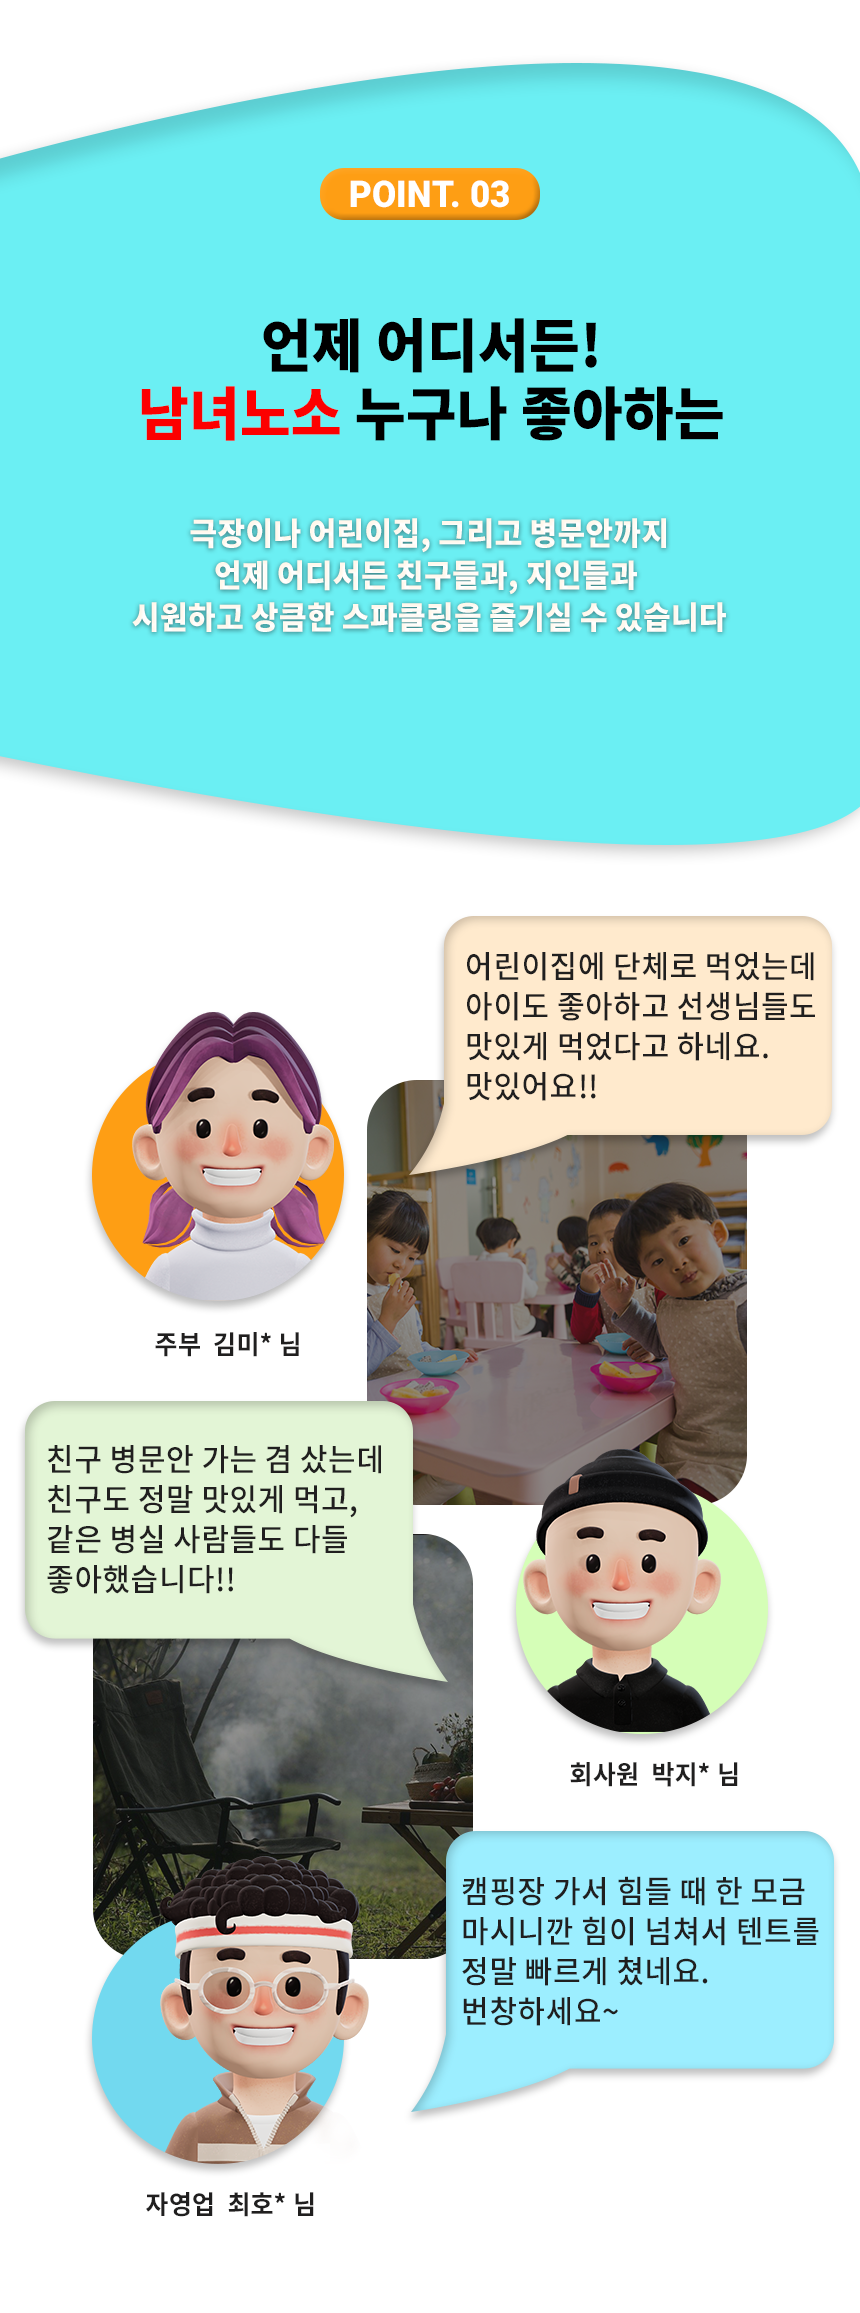 POINT. 03
언제 어디서든!
남녀노소 누구나 좋아하는
극장이나 어린이집, 그리고 병문안까지
언제 어디서든 친구들과, 지인들과
시원하고 상큼한 스파클링을 즐기실 수 있습니다
어린이집에 단체로 먹었는데
아이도 좋아하고 선생님들도
맛있게 먹었다고 하네요.
맛있어요!!
주부 김미* 님
친구 병문안 가는 겸 샀는데
친구도 정말 맛있게 먹고,
같은 병실 사람들도 다들
좋아했습니다!!
회사원 박지* 님
캠핑장 가서 힘들 때 한 모금
마시니깐 힘이 넘쳐서 텐트를
정말 빠르게 쳤네요.
번창하세요~
자영업 최호* 님